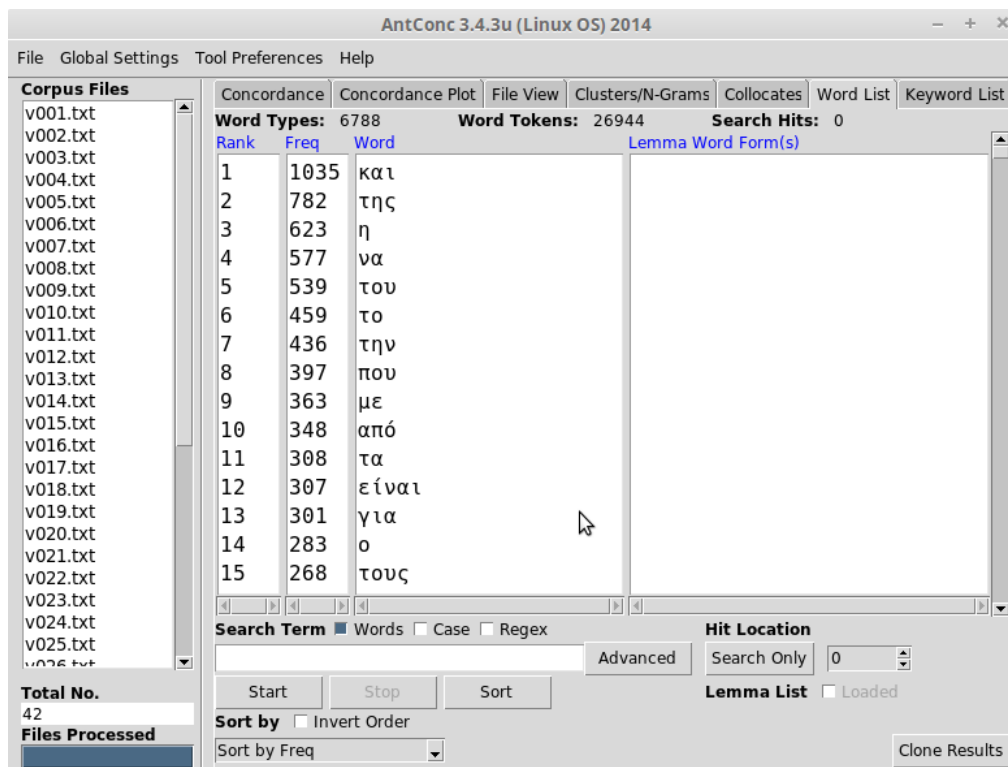 AntConc 3.4.3u (Linux OS) 2014
File Global Settings Tool Preferences Help
Corpus Files
v001.txt
v002.txt
v003.txt
v004.txt
v005.txt
v006.txt
v007.txt
v008.txt
v009.txt
v010.txt
v011.txt
v012.txt
v013.txt
v014.txt
v015.txt
v016.txt
v017.txt
v018.txt
v019.txt
v020.txt
v021.txt
v022.txt
v023.txt
v024.txt
v025.txt
v026.txt
Total No.
42
Files Processed
Concordance Concordance Plot File View Clusters/N-Grams Collocates Word List Keyword List
Word Types: 6788 Word Tokens: 26944 Search Hits: 0
Rank Freq Word Lemma Word Form(s)
1 1035 και
2 782 της
3 623 η
4 577 να
5 539 του
6 459 το
7 436 την
8 397 που
9 363 με
10 348 από
11 308 τα
12 307 είναι
13 301 για
14 283 ο
15 268 τους
Search Term Words Case Regex Hit Location
Advanced Search Only 0
Start Stop Sort Lemma List Loaded
Sort by Invert Order
Sort by Freq Clone Results